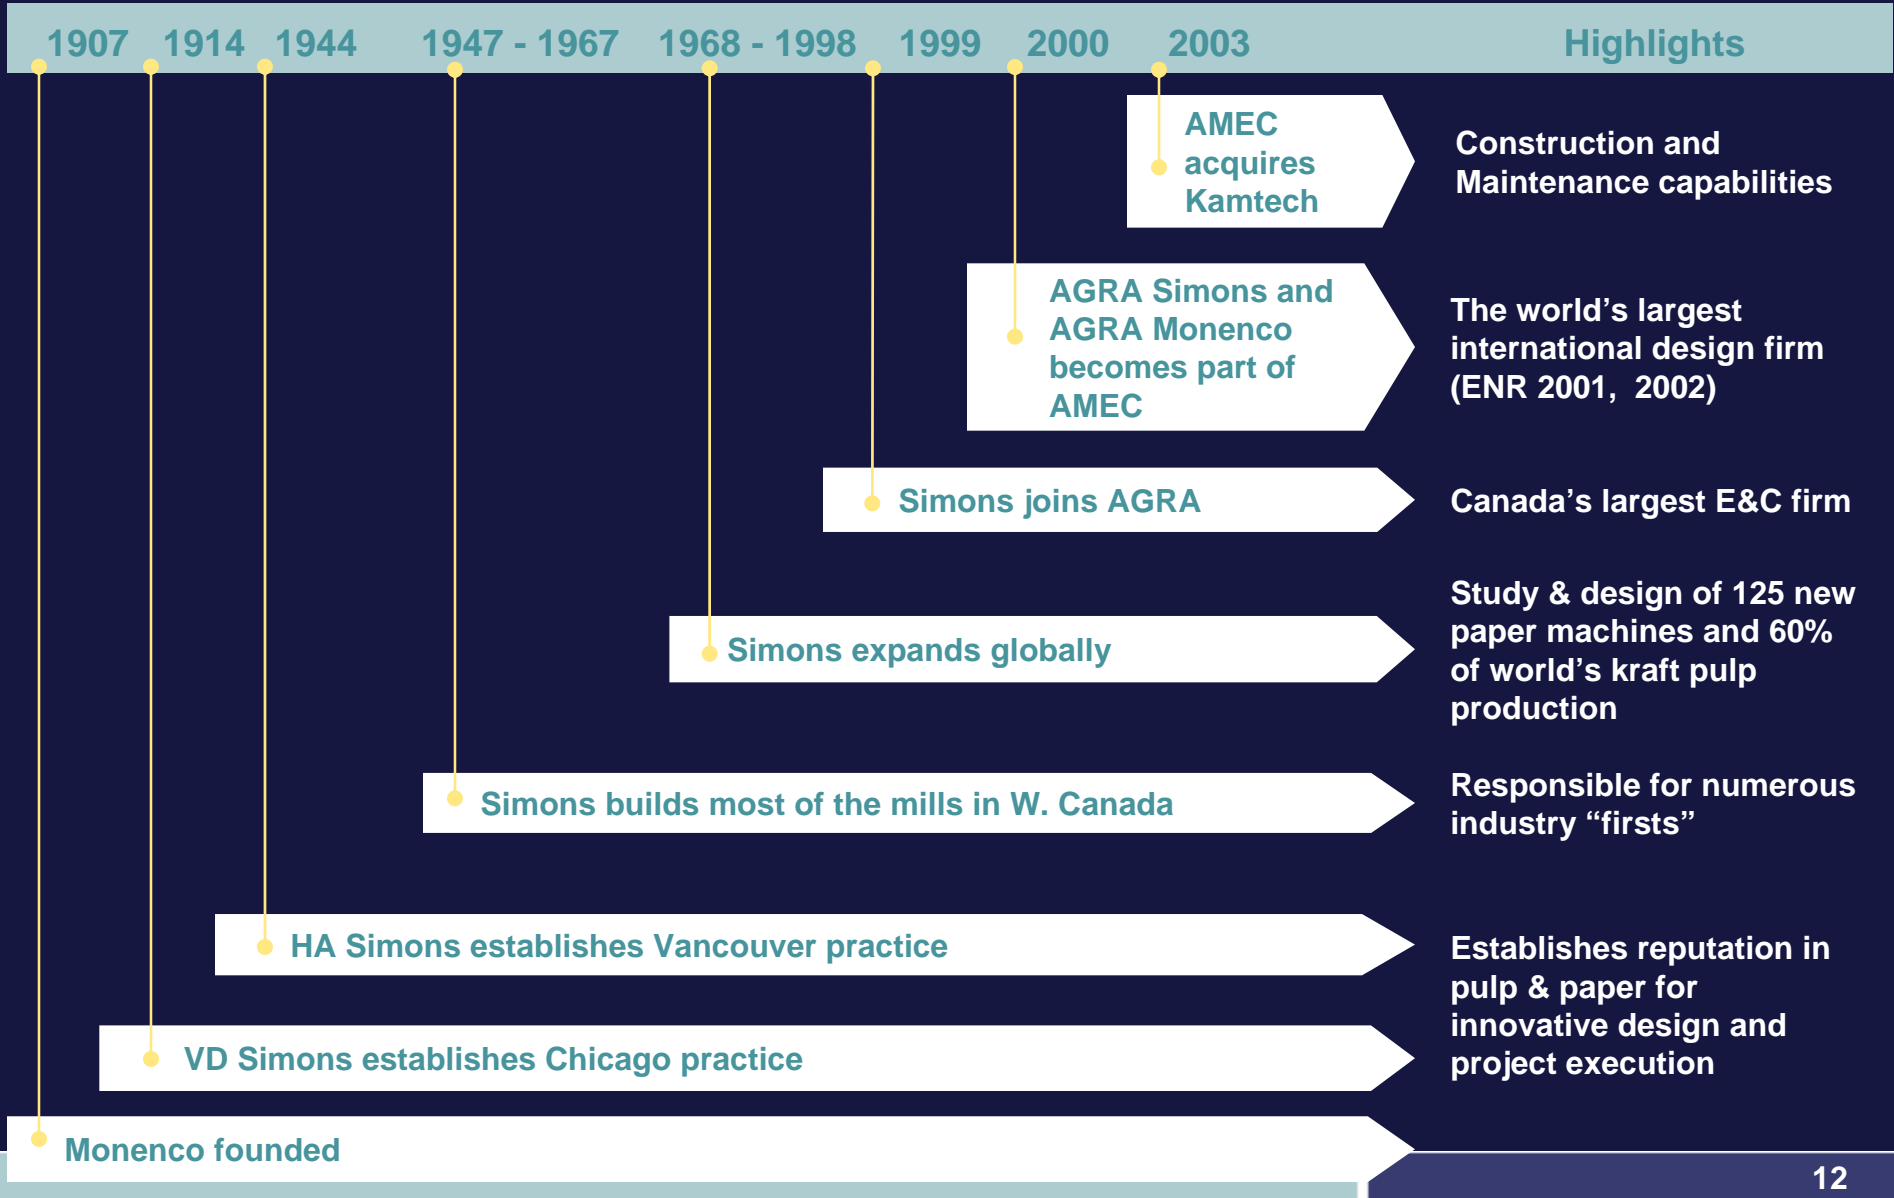 1907 1914 1944 1947 - 1967 1968 - 1998 1999 2000 2003 Highlights
AMEC
acquires
Kamtech
Construction and
Maintenance capabilities
AGRA Simons and
AGRA Monenco
becomes part of
AMEC
The world’s largest
international design firm
(ENR 2001, 2002)
Simons joins AGRA
Canada’s largest E&C firm
Simons expands globally
Study & design of 125 new
paper machines and 60%
of world’s kraft pulp
production
Simons builds most of the mills in W. Canada
Responsible for numerous
industry “firsts”
HA Simons establishes Vancouver practice
VD Simons establishes Chicago practice
Establishes reputation in
pulp & paper for
innovative design and
project execution
Monenco founded
12